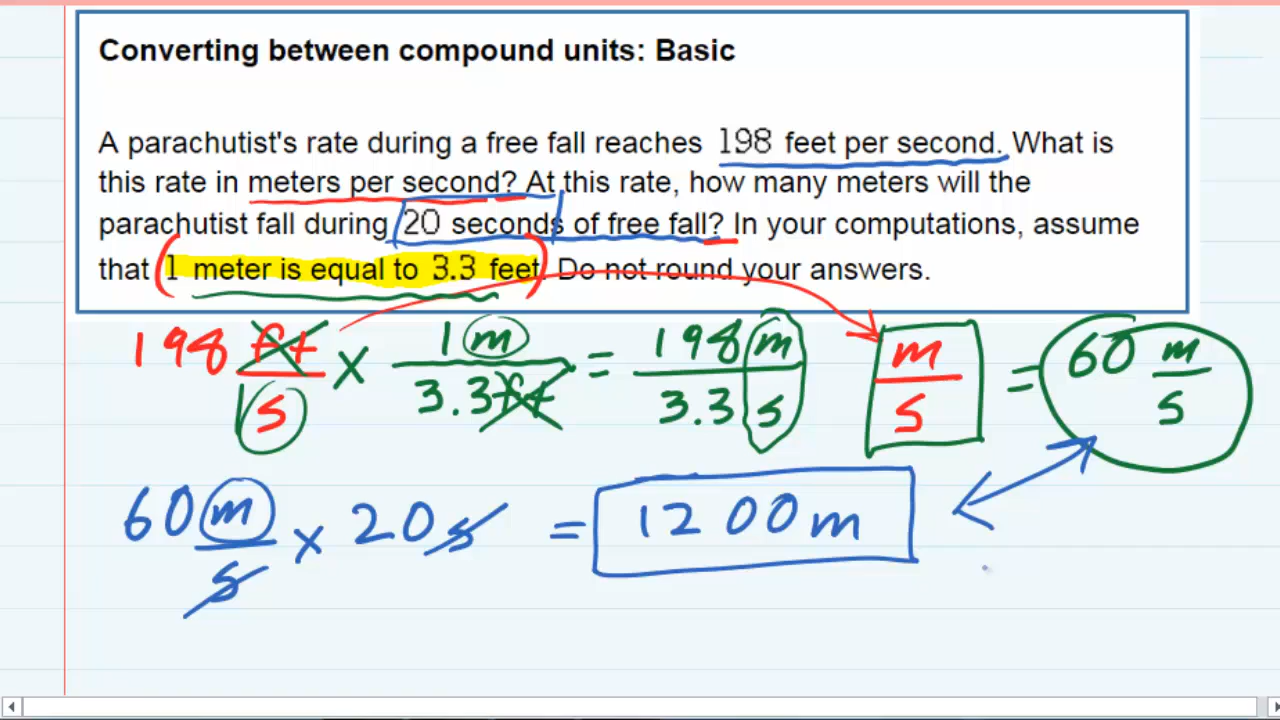 Converting between compound units: Basic
A parachutist's rate during a free fall reaches 198 feet per second. What is
this rate in meters per second? At this rate, how many meters will the
parachutist fall during 20 seconds of free fall? In your computations, assume
that (1 meter is equal to 3.3 feet). Do not round your answers.
198 ft/1s × 1 m/3.3 ft = 198 m/3.3 s m/s = 60 m/s
60 m/s × 20 s = 1200 m